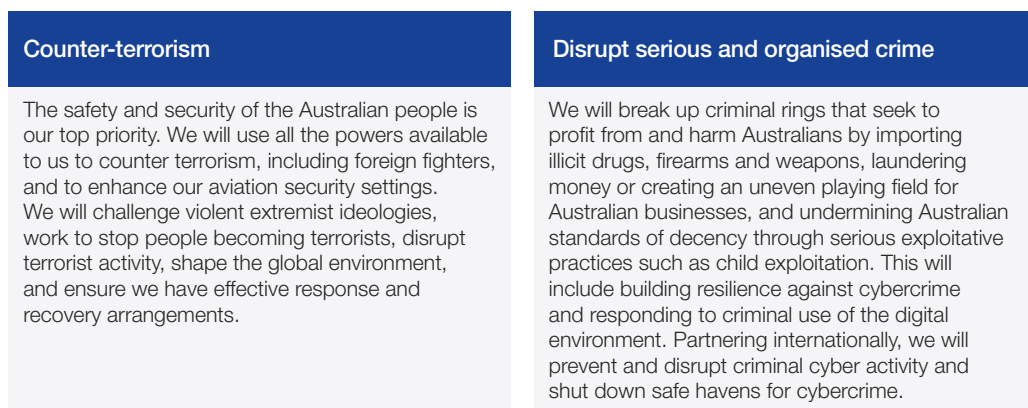 Counter-terrorism
The safety and security of the Australian people is
our top priority. We will use all the powers available
to us to counter terrorism, including foreign fighters,
and to enhance our aviation security settings.
We will challenge violent extremist ideologies,
work to stop people becoming terrorists, disrupt
terrorist activity, shape the global environment,
and ensure we have effective response and
recovery arrangements.
Disrupt serious and organised crime
We will break up criminal rings that seek to
profit from and harm Australians by importing
illicit drugs, firearms and weapons, laundering
money or creating an uneven playing field for
Australian businesses, and undermining Australian
standards of decency through serious exploitative
practices such as child exploitation. This will
include building resilience against cybercrime
and responding to criminal use of the digital
environment. Partnering internationally, we will
prevent and disrupt criminal cyber activity and
shut down safe havens for cybercrime.